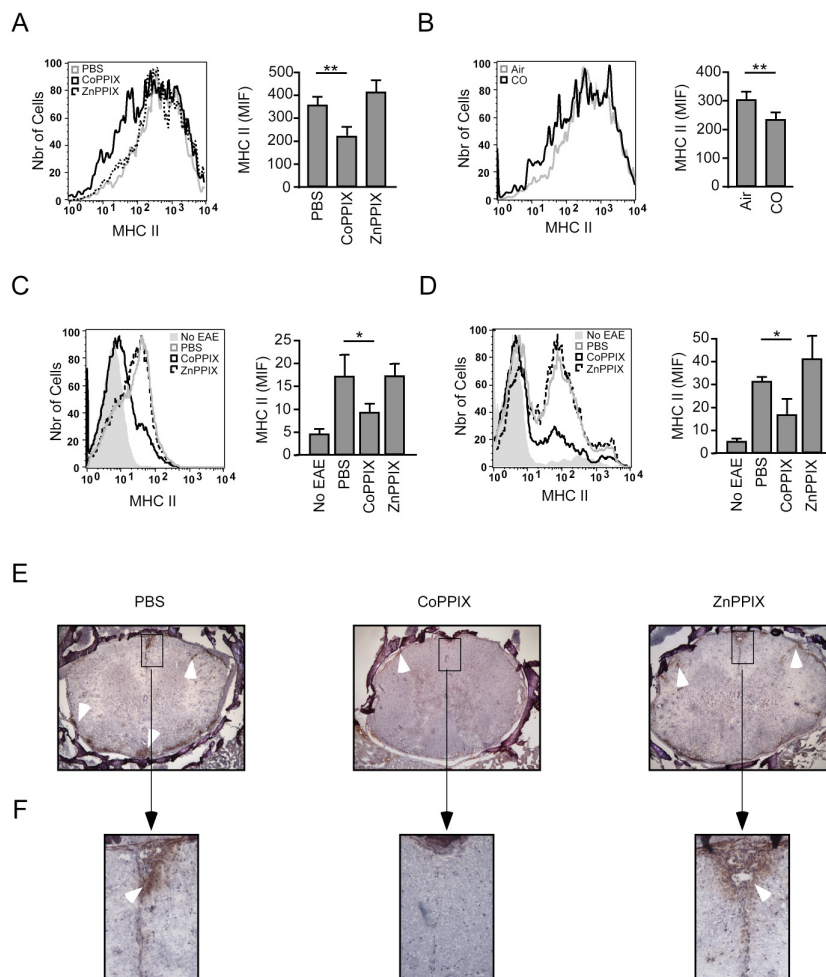 A
Nbr of Cells
100
80
60
40
20
0
10^0 10^1 10^2 10^3 10^4
MHC II
PBS
CoPPIX
ZnPPIX
MHC II (MIF)
500
400
300
200
100
0
**
PBS
CoPPIX
ZnPPIX
B
Nbr of Cells
100
80
60
40
20
0
10^0 10^1 10^2 10^3 10^4
MHC II
Air
CO
MHC II (MIF)
400
300
200
100
0
**
Air
CO
C
Nbr of Cells
100
80
60
40
20
0
10^0 10^1 10^2 10^3 10^4
MHC II
No EAE
PBS
CoPPIX
ZnPPIX
MHC II (MIF)
25
20
15
10
5
0
*
No EAE
PBS
CoPPIX
ZnPPIX
D
Nbr of Cells
100
80
60
40
20
0
10^0 10^1 10^2 10^3 10^4
MHC II
No EAE
PBS
CoPPIX
ZnPPIX
MHC II (MIF)
50
40
30
20
10
0
*
No EAE
PBS
CoPPIX
ZnPPIX
E
PBS
CoPPIX
ZnPPIX
F